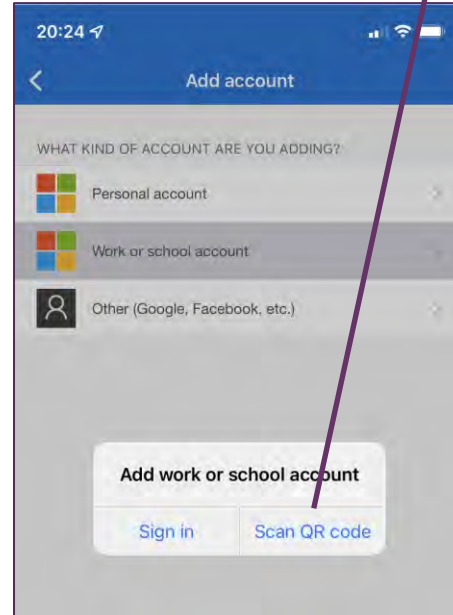 20:24
Add account
WHAT KIND OF ACCOUNT ARE YOU ADDING?
Personal account
Work or school account
Other (Google, Facebook, etc.)
Add work or school account
Sign in
Scan QR code